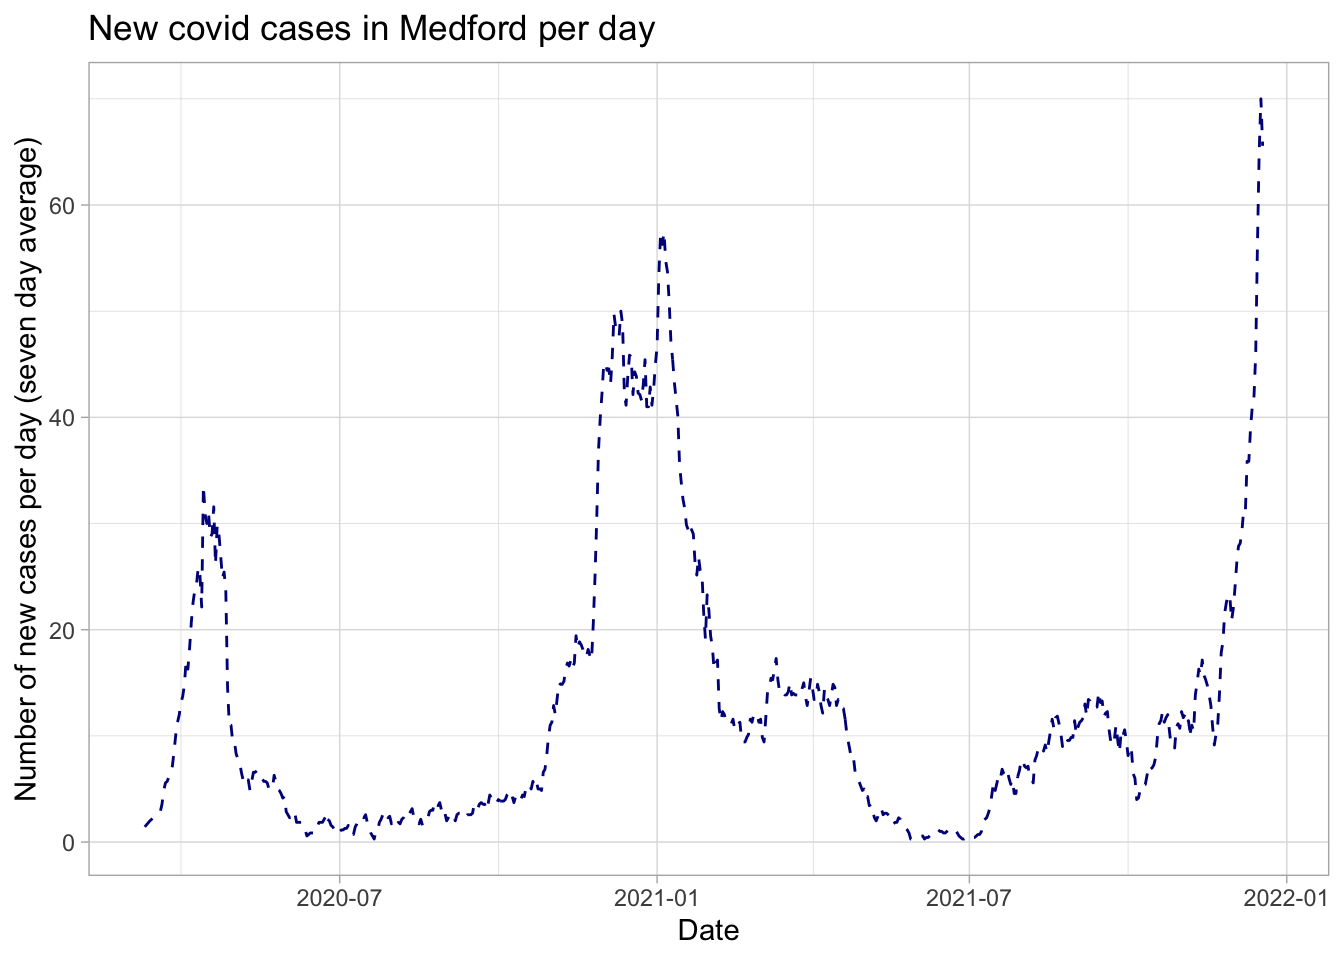 New covid cases in Medford per day
Number of new cases per day (seven day average)
60
40
20
0
2020-07
2021-01
2021-07
2022-01
Date